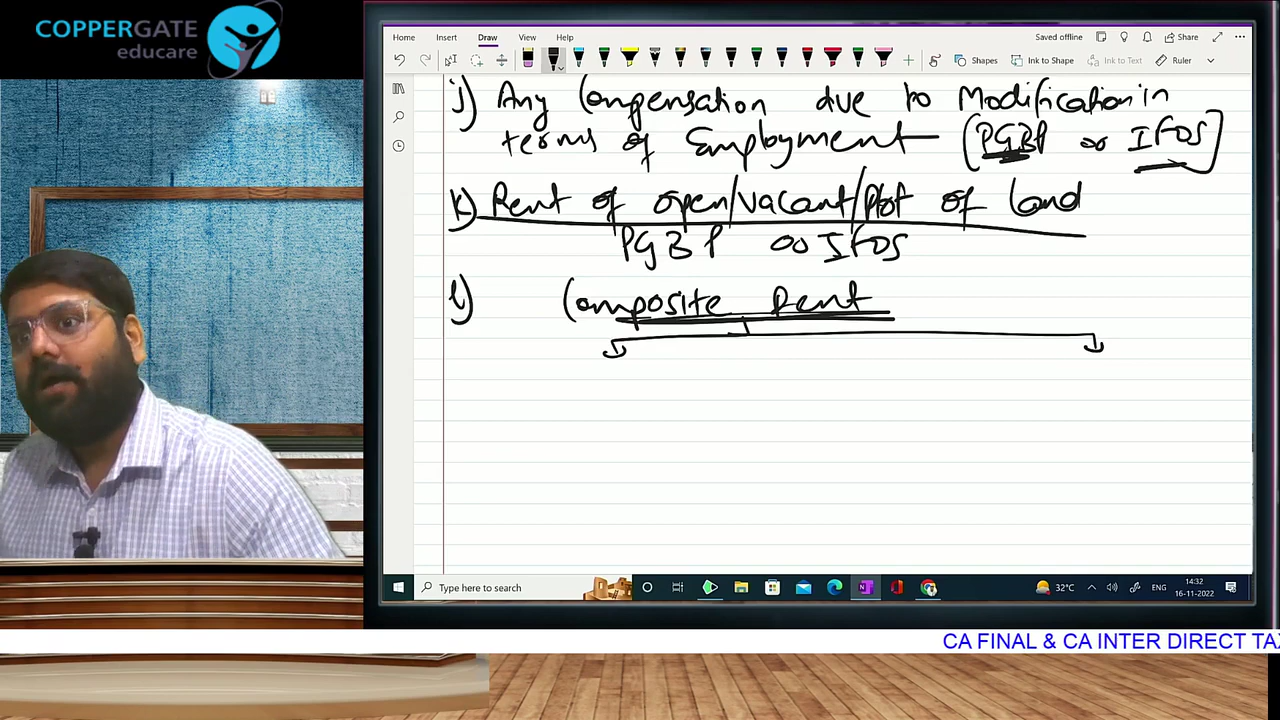 COPPERGATE
educare
Home Insert Draw View Help
Saved offline
Share
Shapes
Ink to Shape
Ink to Text
Ruler
j) Any Compensation due to Modification in
terms of Employment (PGBP or IFOS)
k) Rent of open/vacant/Plot of Land
PGBP or IFOS
l) Composite Rent
Type here to search
32°C
ENG
14:32
16-11-2022
CA FINAL & CA INTER DIRECT TAX